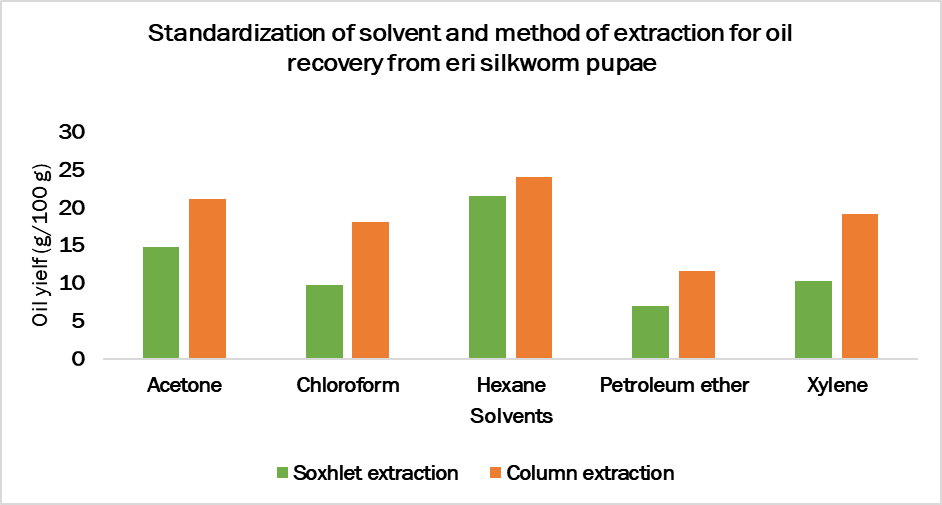 Standardization of solvent and method of extraction for oil
recovery from eri silkworm pupae
Oil yielf (g/100 g)
30
25
20
15
10
5
0
Acetone Chloroform Hexane Petroleum ether Xylene
Solvents
Soxhlet extraction Column extraction